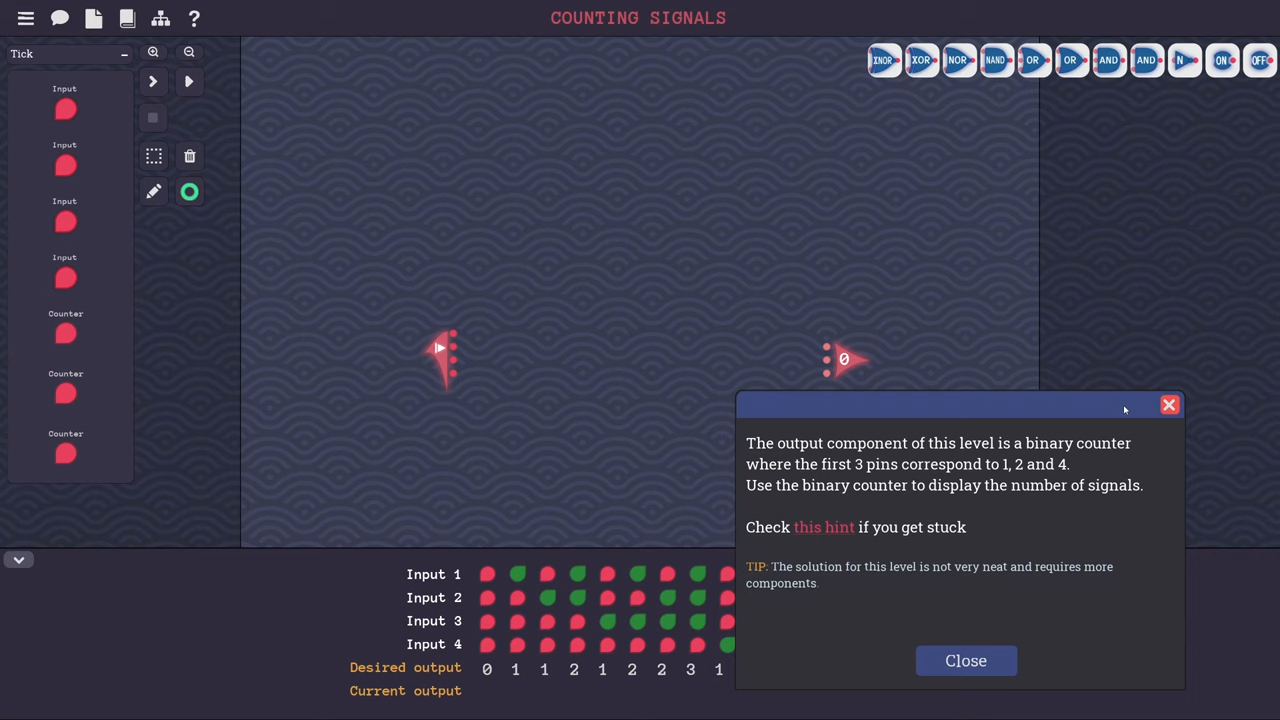 COUNTING SIGNALS
Tick
Input
Input
Input
Input
Counter
Counter
Counter
XNOR XOR NOR NAND OR OR AND AND N ON OFF
0
The output component of this level is a binary counter
where the first 3 pins correspond to 1, 2 and 4.
Use the binary counter to display the number of signals.
Check this hint if you get stuck
TIP: The solution for this level is not very neat and requires more
components.
Close
Input 1
Input 2
Input 3
Input 4
Desired output 0 1 1 2 1 2 2 3 1
Current output